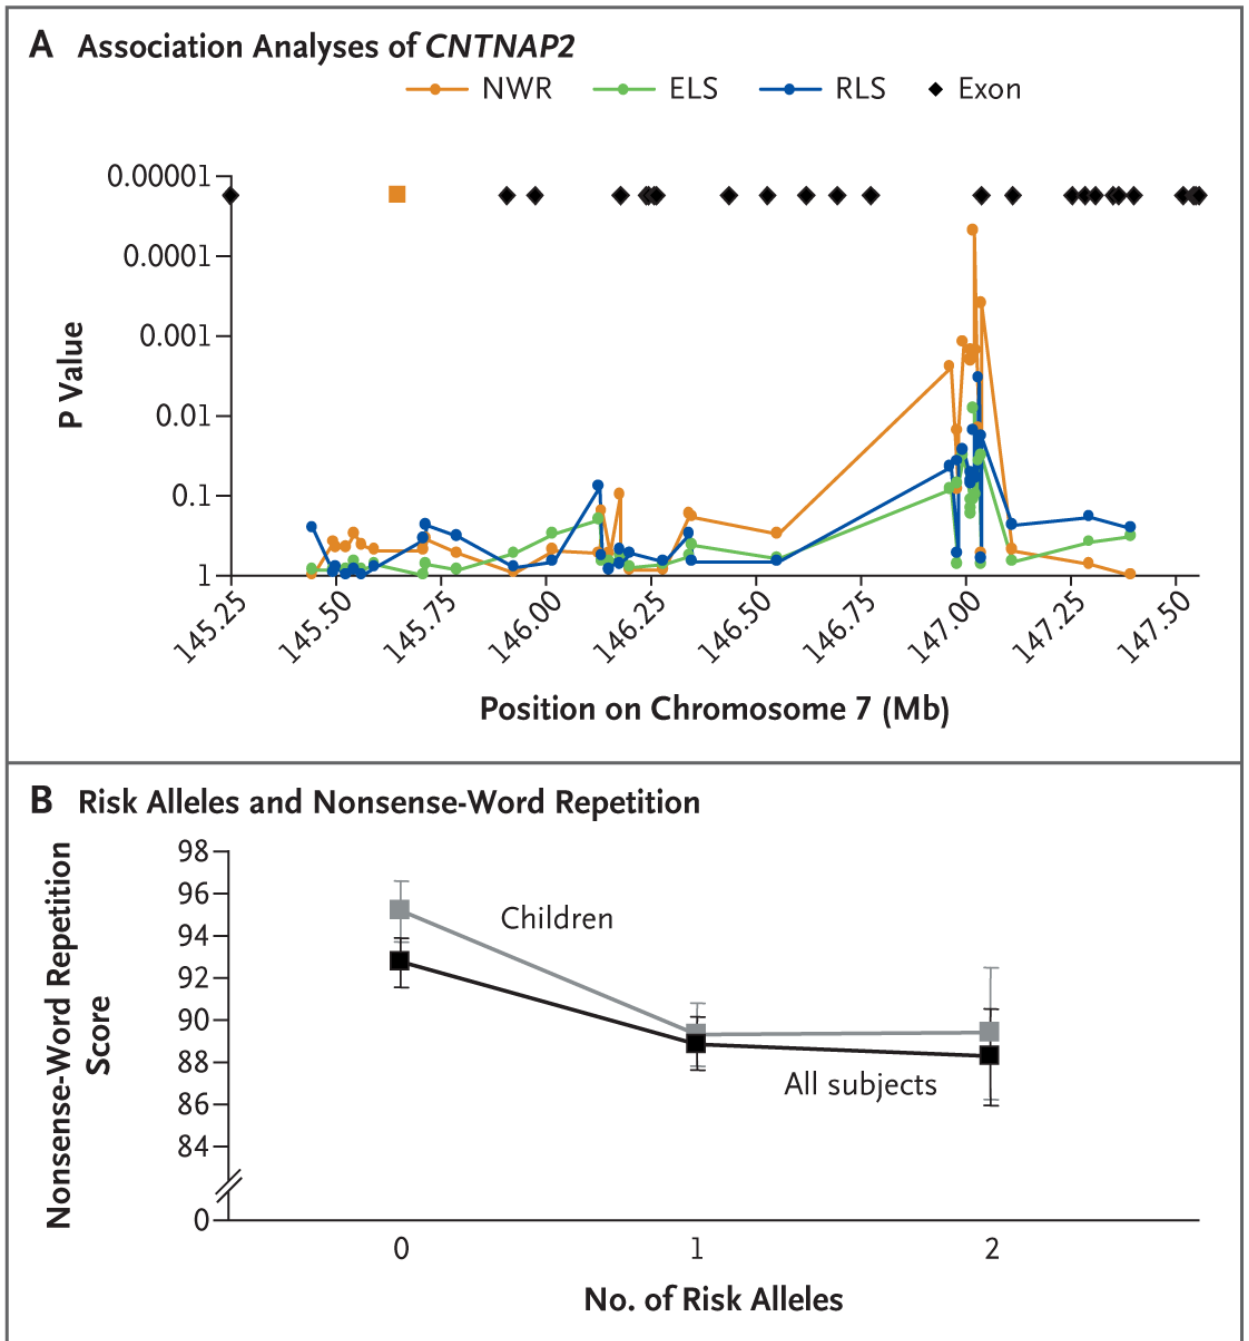 A Association Analyses of CNTNAP2
NWR ELS RLS Exon
0.00001
0.0001
0.001
0.01
0.1
1
P Value
145.25 145.50 145.75 146.00 146.25 146.50 146.75 147.00 147.25 147.50
Position on Chromosome 7 (Mb)
B Risk Alleles and Nonsense-Word Repetition
98
96
94
92
90
88
86
84
0
Nonsense-Word Repetition
Score
Children
All subjects
0 1 2
No. of Risk Alleles